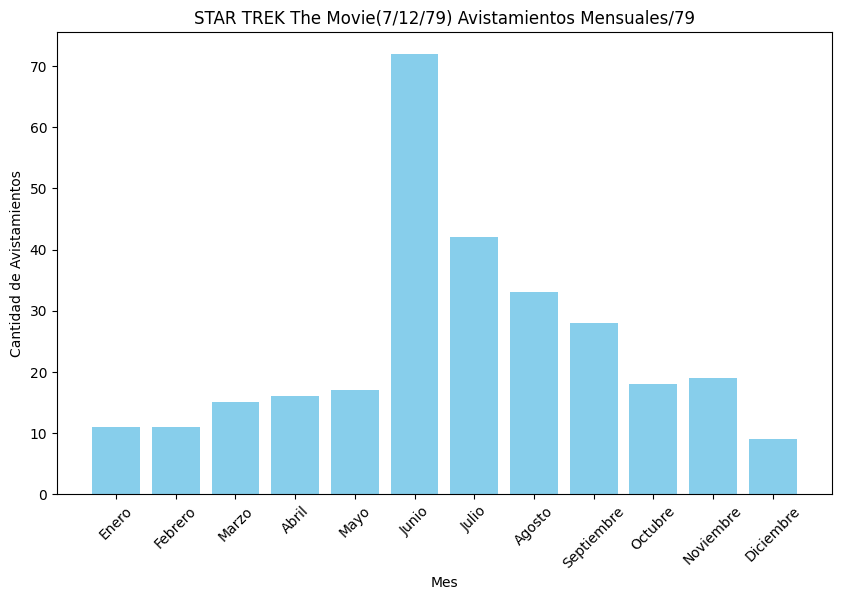 STAR TREK The Movie(7/12/79) Avistamientos Mensuales/79
Cantidad de Avistamientos
70
60
50
40
30
20
10
0
Enero
Febrero
Marzo
Abril
Mayo
Junio
Julio
Agosto
Septiembre
Octubre
Noviembre
Diciembre
Mes